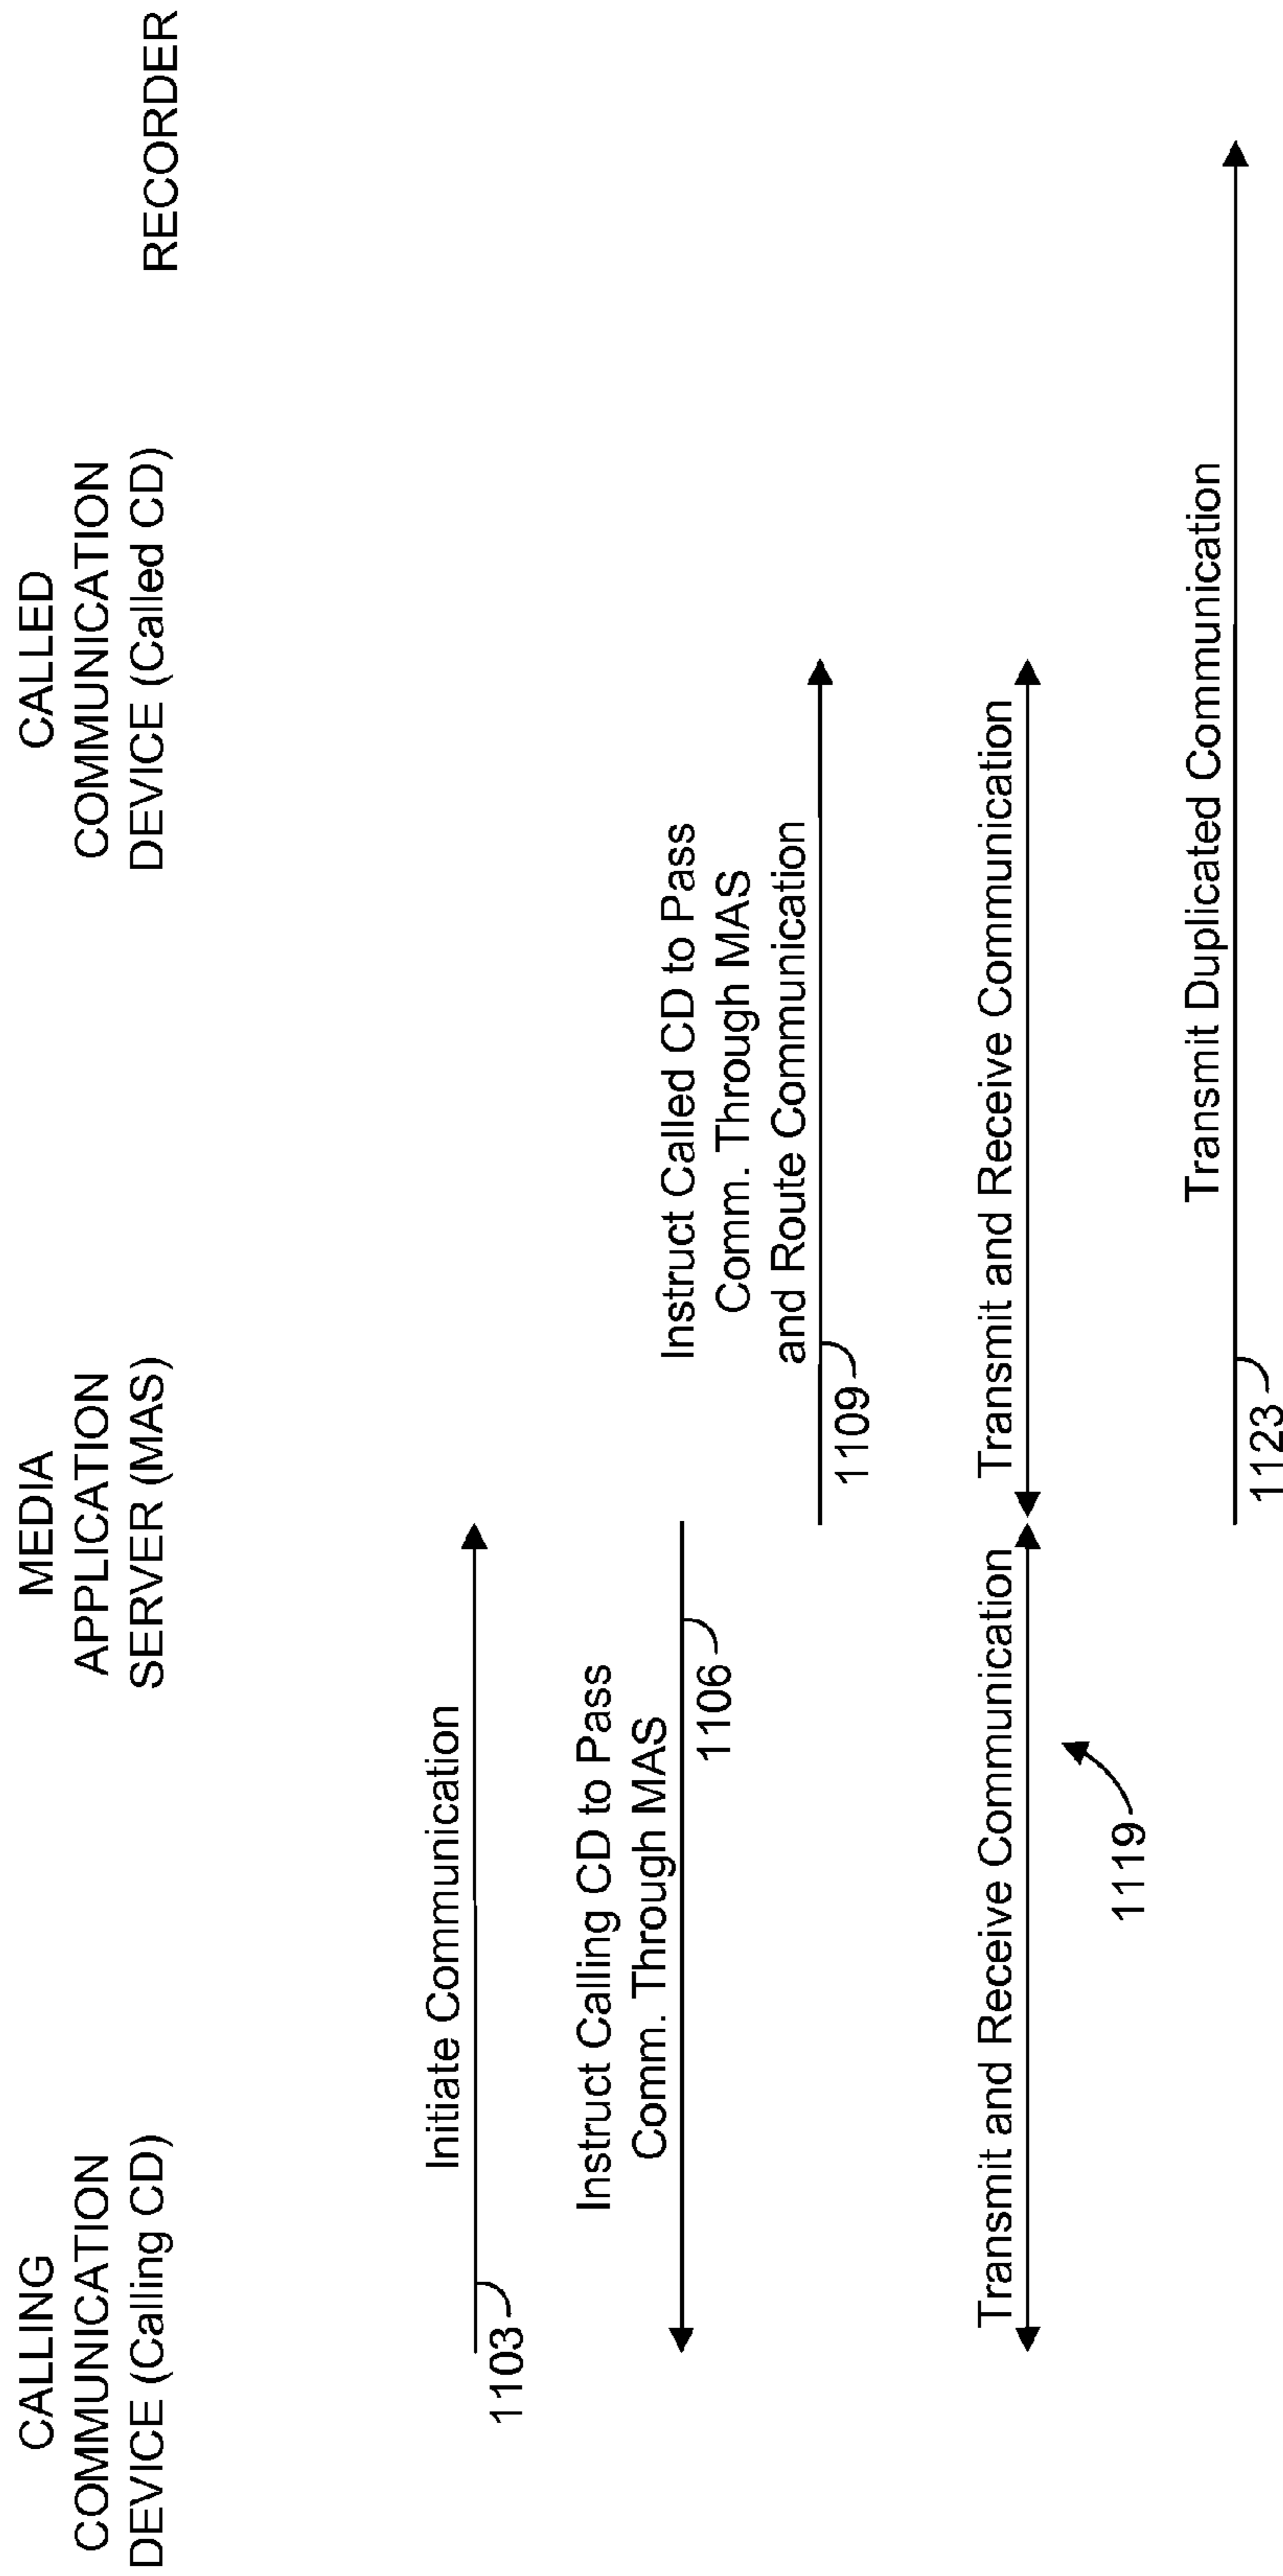 CALLING
COMMUNICATION
DEVICE (Calling CD)
MEDIA
APPLICATION
SERVER (MAS)
CALLED
COMMUNICATION
DEVICE (Called CD)
RECORDER
Initiate Communication
1103
Instruct Calling CD to Pass
Comm. Through MAS
1106
Instruct Called CD to Pass
Comm. Through MAS
and Route Communication
1109
Transmit and Receive Communication
Transmit and Receive Communication
1119
Transmit Duplicated Communication
1123